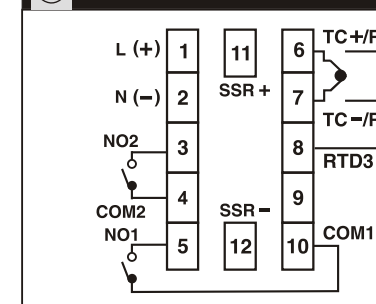 L (+) 1 11 6 TC+/
SSR +
N (−) 2 7 TC−/
NO2 3 8 RTD3
COM2 4 SSR − 9
NO1 5 12 10 COM1